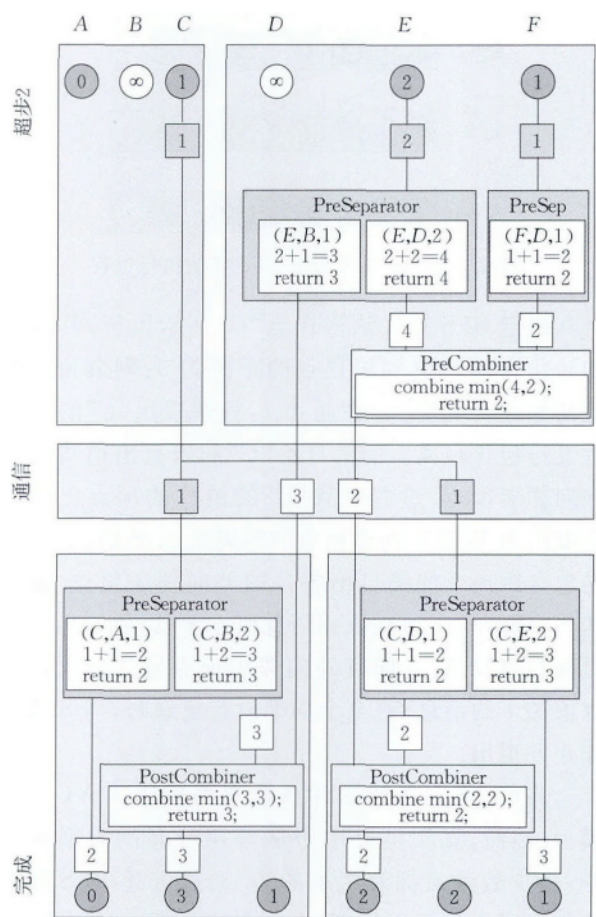 A B C D E F
超步2
0 ∞ 1 ∞ 2 1
1 2 1
PreSeparator PreSep
(E,B,1) (E,D,2) (F,D,1)
2+1=3 2+2=4 1+1=2
return 3 return 4 return 2
4 2
PreCombiner
combine min(4,2);
return 2;
通信
1 3 2 1
PreSeparator PreSeparator
(C,A,1) (C,B,2) (C,D,1) (C,E,2)
1+1=2 1+2=3 1+1=2 1+2=3
return 2 return 3 return 2 return 3
3 2
PostCombiner PostCombiner
combine min(3,3); combine min(2,2);
return 3; return 2;
完成
2 3 2 3
0 3 1 2 2 1